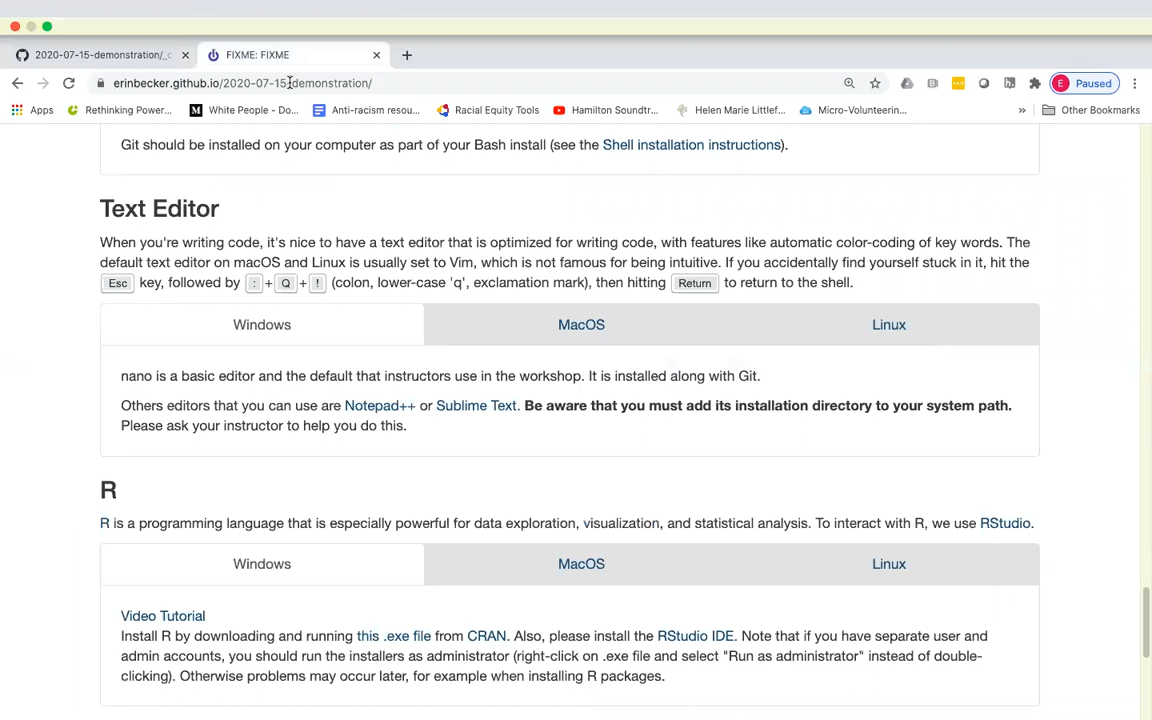 2020-07-15-demonstration/_c
FIXME: FIXME
erinbecker.github.io/2020-07-15-demonstration/
E Paused
Apps Rethinking Power... White People - Do... Anti-racism resou... Racial Equity Tools Hamilton Soundtr... Helen Marie Littlef... Micro-Volunteerin... » Other Bookmarks
Git should be installed on your computer as part of your Bash install (see the Shell installation instructions).
Text Editor
When you're writing code, it's nice to have a text editor that is optimized for writing code, with features like automatic color-coding of key words. The
default text editor on macOS and Linux is usually set to Vim, which is not famous for being intuitive. If you accidentally find yourself stuck in it, hit the
Esc key, followed by : + Q + ! (colon, lower-case 'q', exclamation mark), then hitting Return to return to the shell.
Windows MacOS Linux
nano is a basic editor and the default that instructors use in the workshop. It is installed along with Git.
Others editors that you can use are Notepad++ or Sublime Text. Be aware that you must add its installation directory to your system path.
Please ask your instructor to help you do this.
R
R is a programming language that is especially powerful for data exploration, visualization, and statistical analysis. To interact with R, we use RStudio.
Windows MacOS Linux
Video Tutorial
Install R by downloading and running this .exe file from CRAN. Also, please install the RStudio IDE. Note that if you have separate user and
admin accounts, you should run the installers as administrator (right-click on .exe file and select "Run as administrator" instead of double-
clicking). Otherwise problems may occur later, for example when installing R packages.